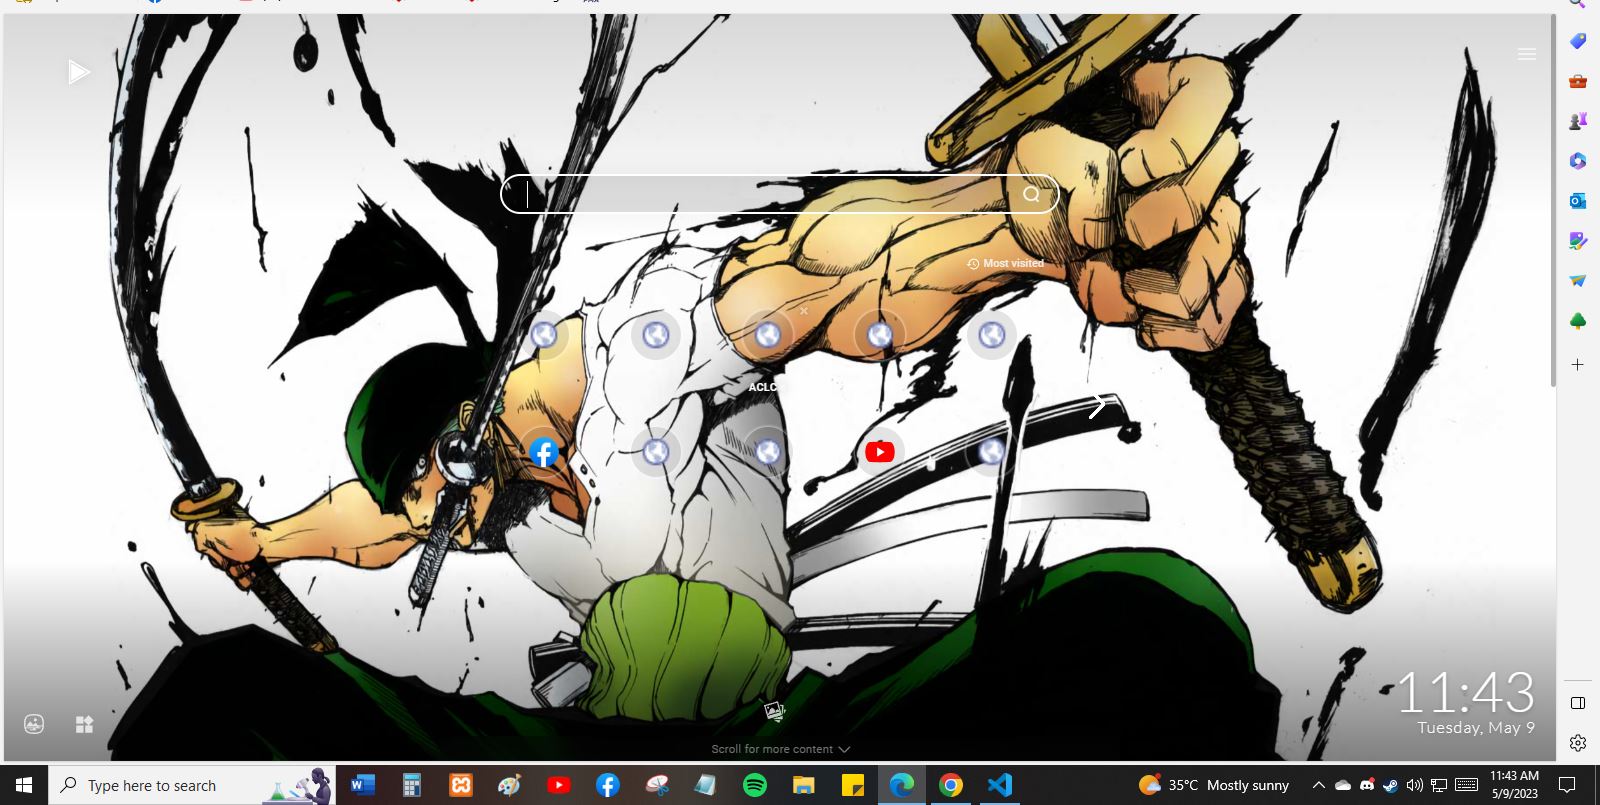 Most visited
ACLC
11:43
Tuesday, May 9
Scroll for more content
Type here to search
35°C Mostly sunny
11:43 AM
5/9/2023